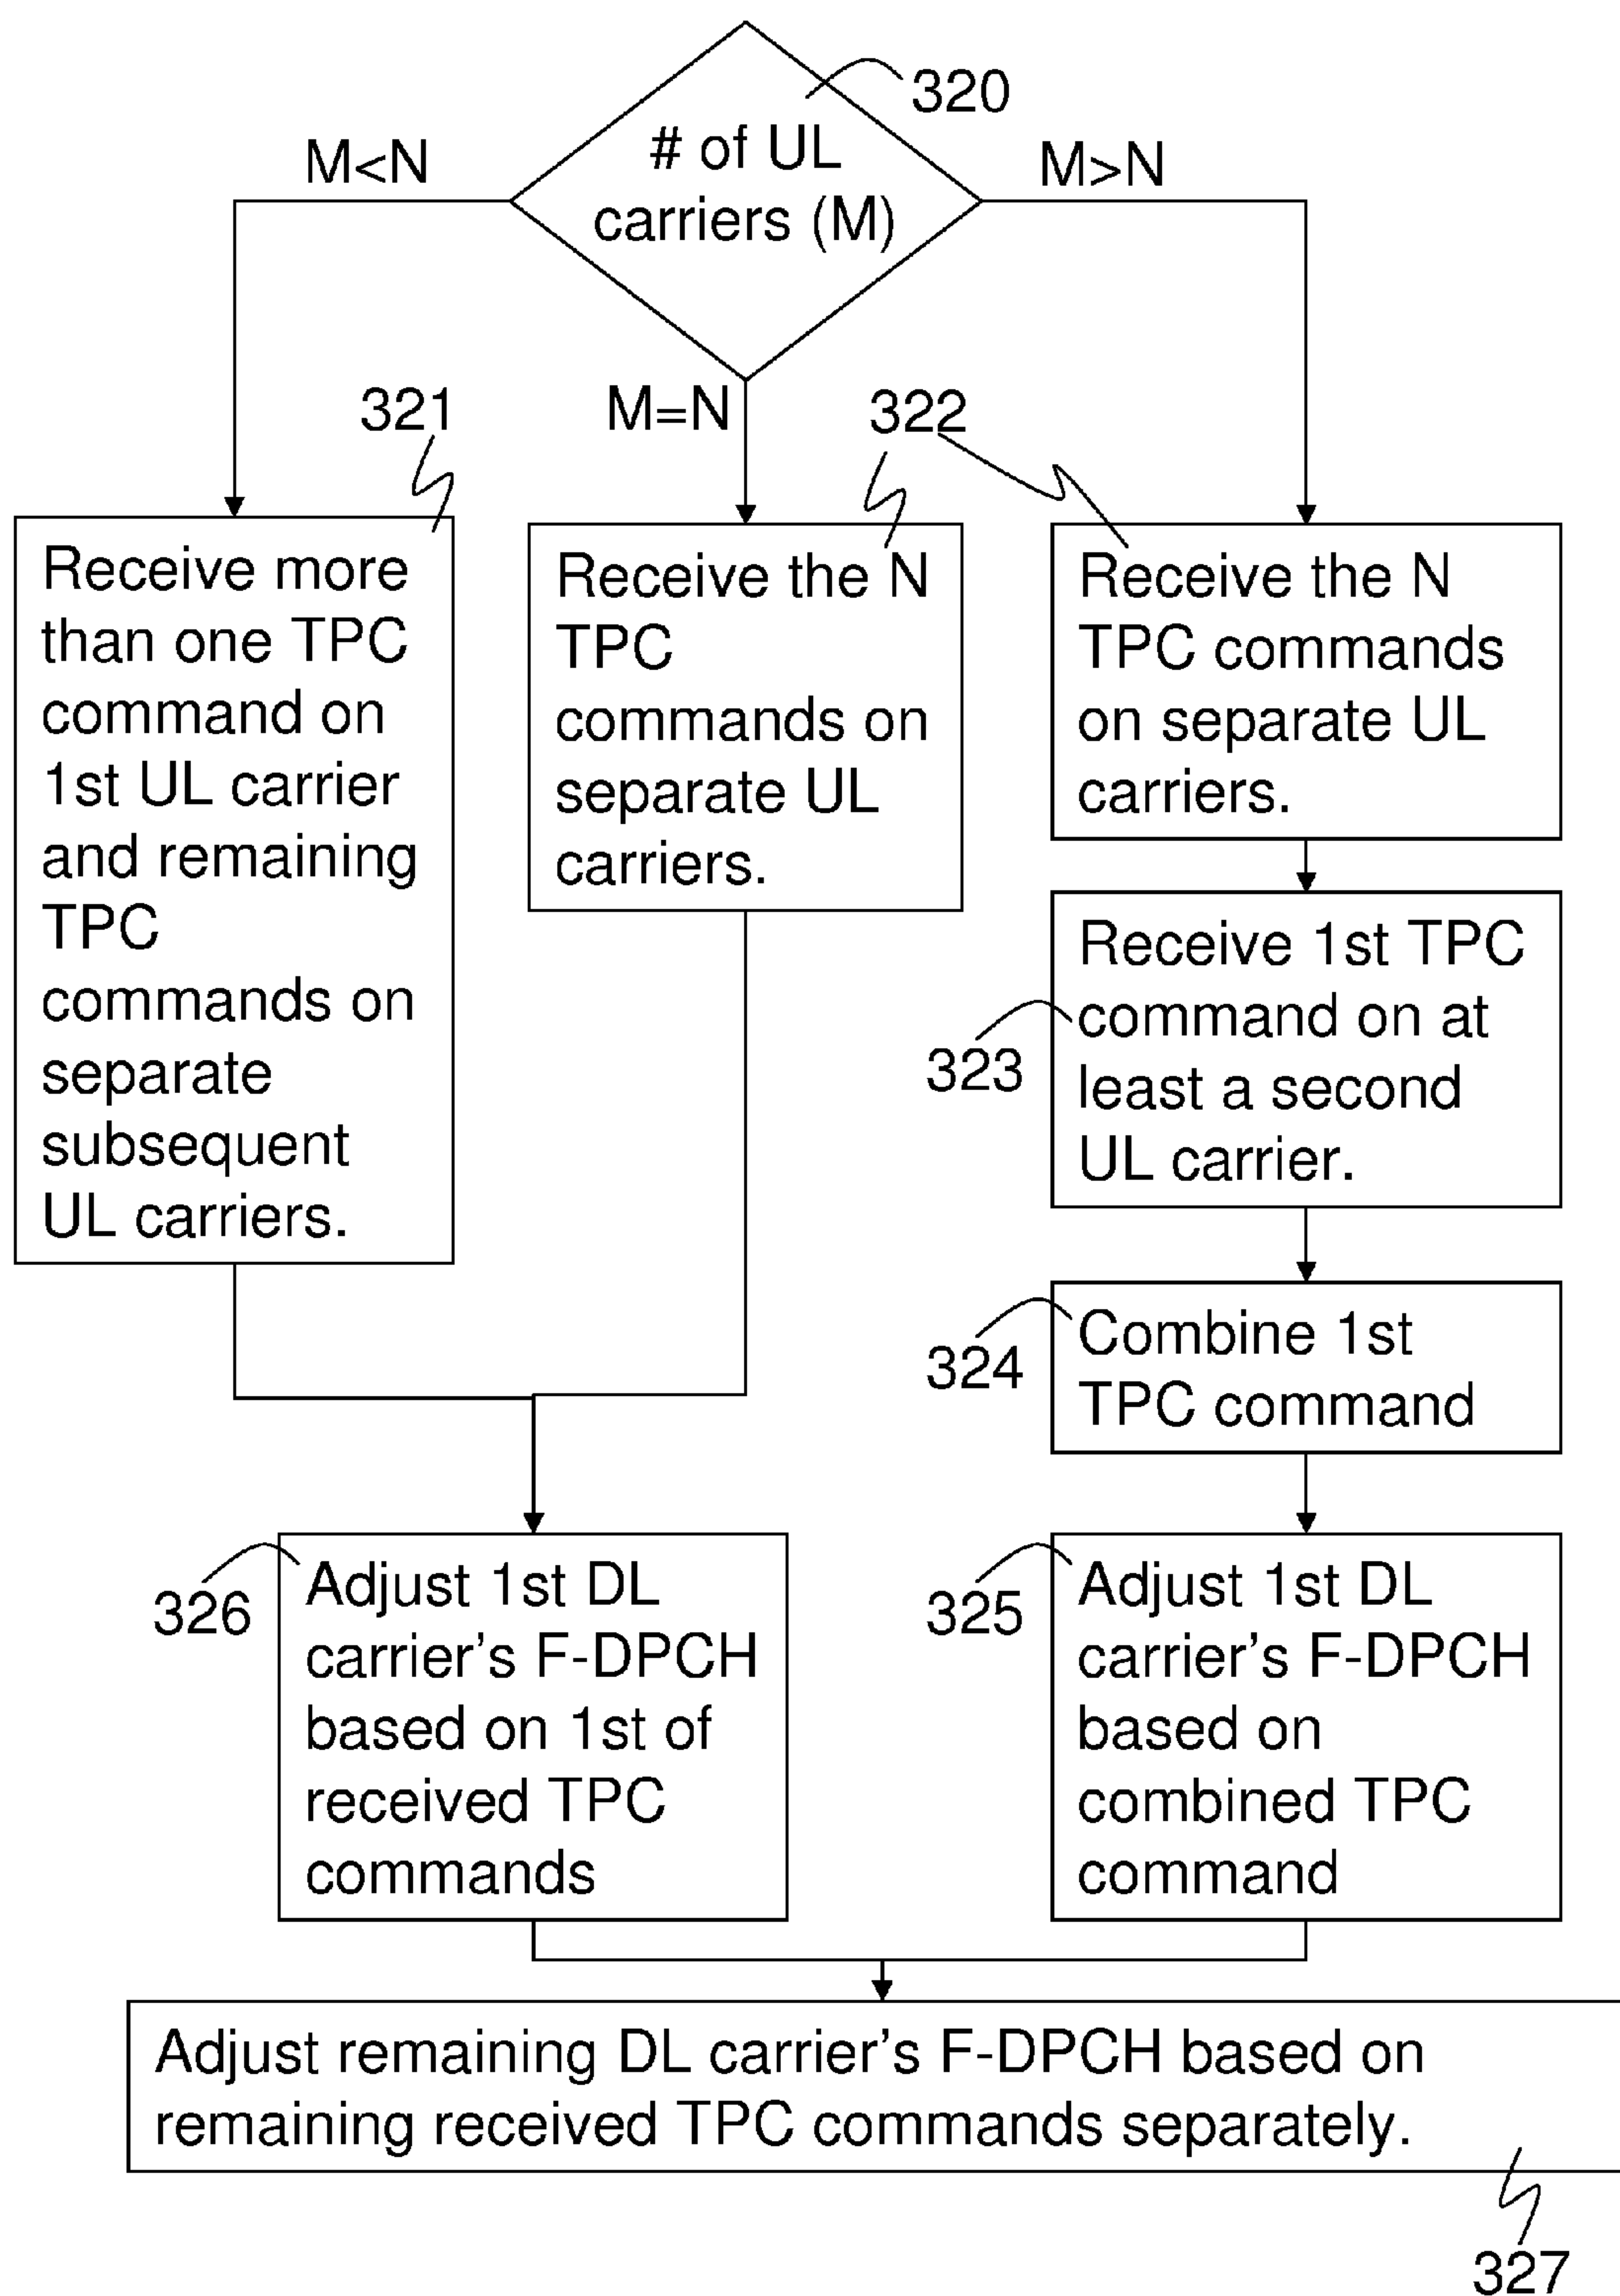 320
# of UL
carriers (M)
M<N
M>N
M=N
321
322
Receive more
than one TPC
command on
1st UL carrier
and remaining
TPC
commands on
separate
subsequent
UL carriers.
Receive the N
TPC
commands on
separate UL
carriers.
Receive the N
TPC commands
on separate UL
carriers.
323
Receive 1st TPC
command on at
least a second
UL carrier.
324
Combine 1st
TPC command
326
Adjust 1st DL
carrier's F-DPCH
based on 1st of
received TPC
commands
325
Adjust 1st DL
carrier's F-DPCH
based on
combined TPC
command
Adjust remaining DL carrier's F-DPCH based on
remaining received TPC commands separately.
327